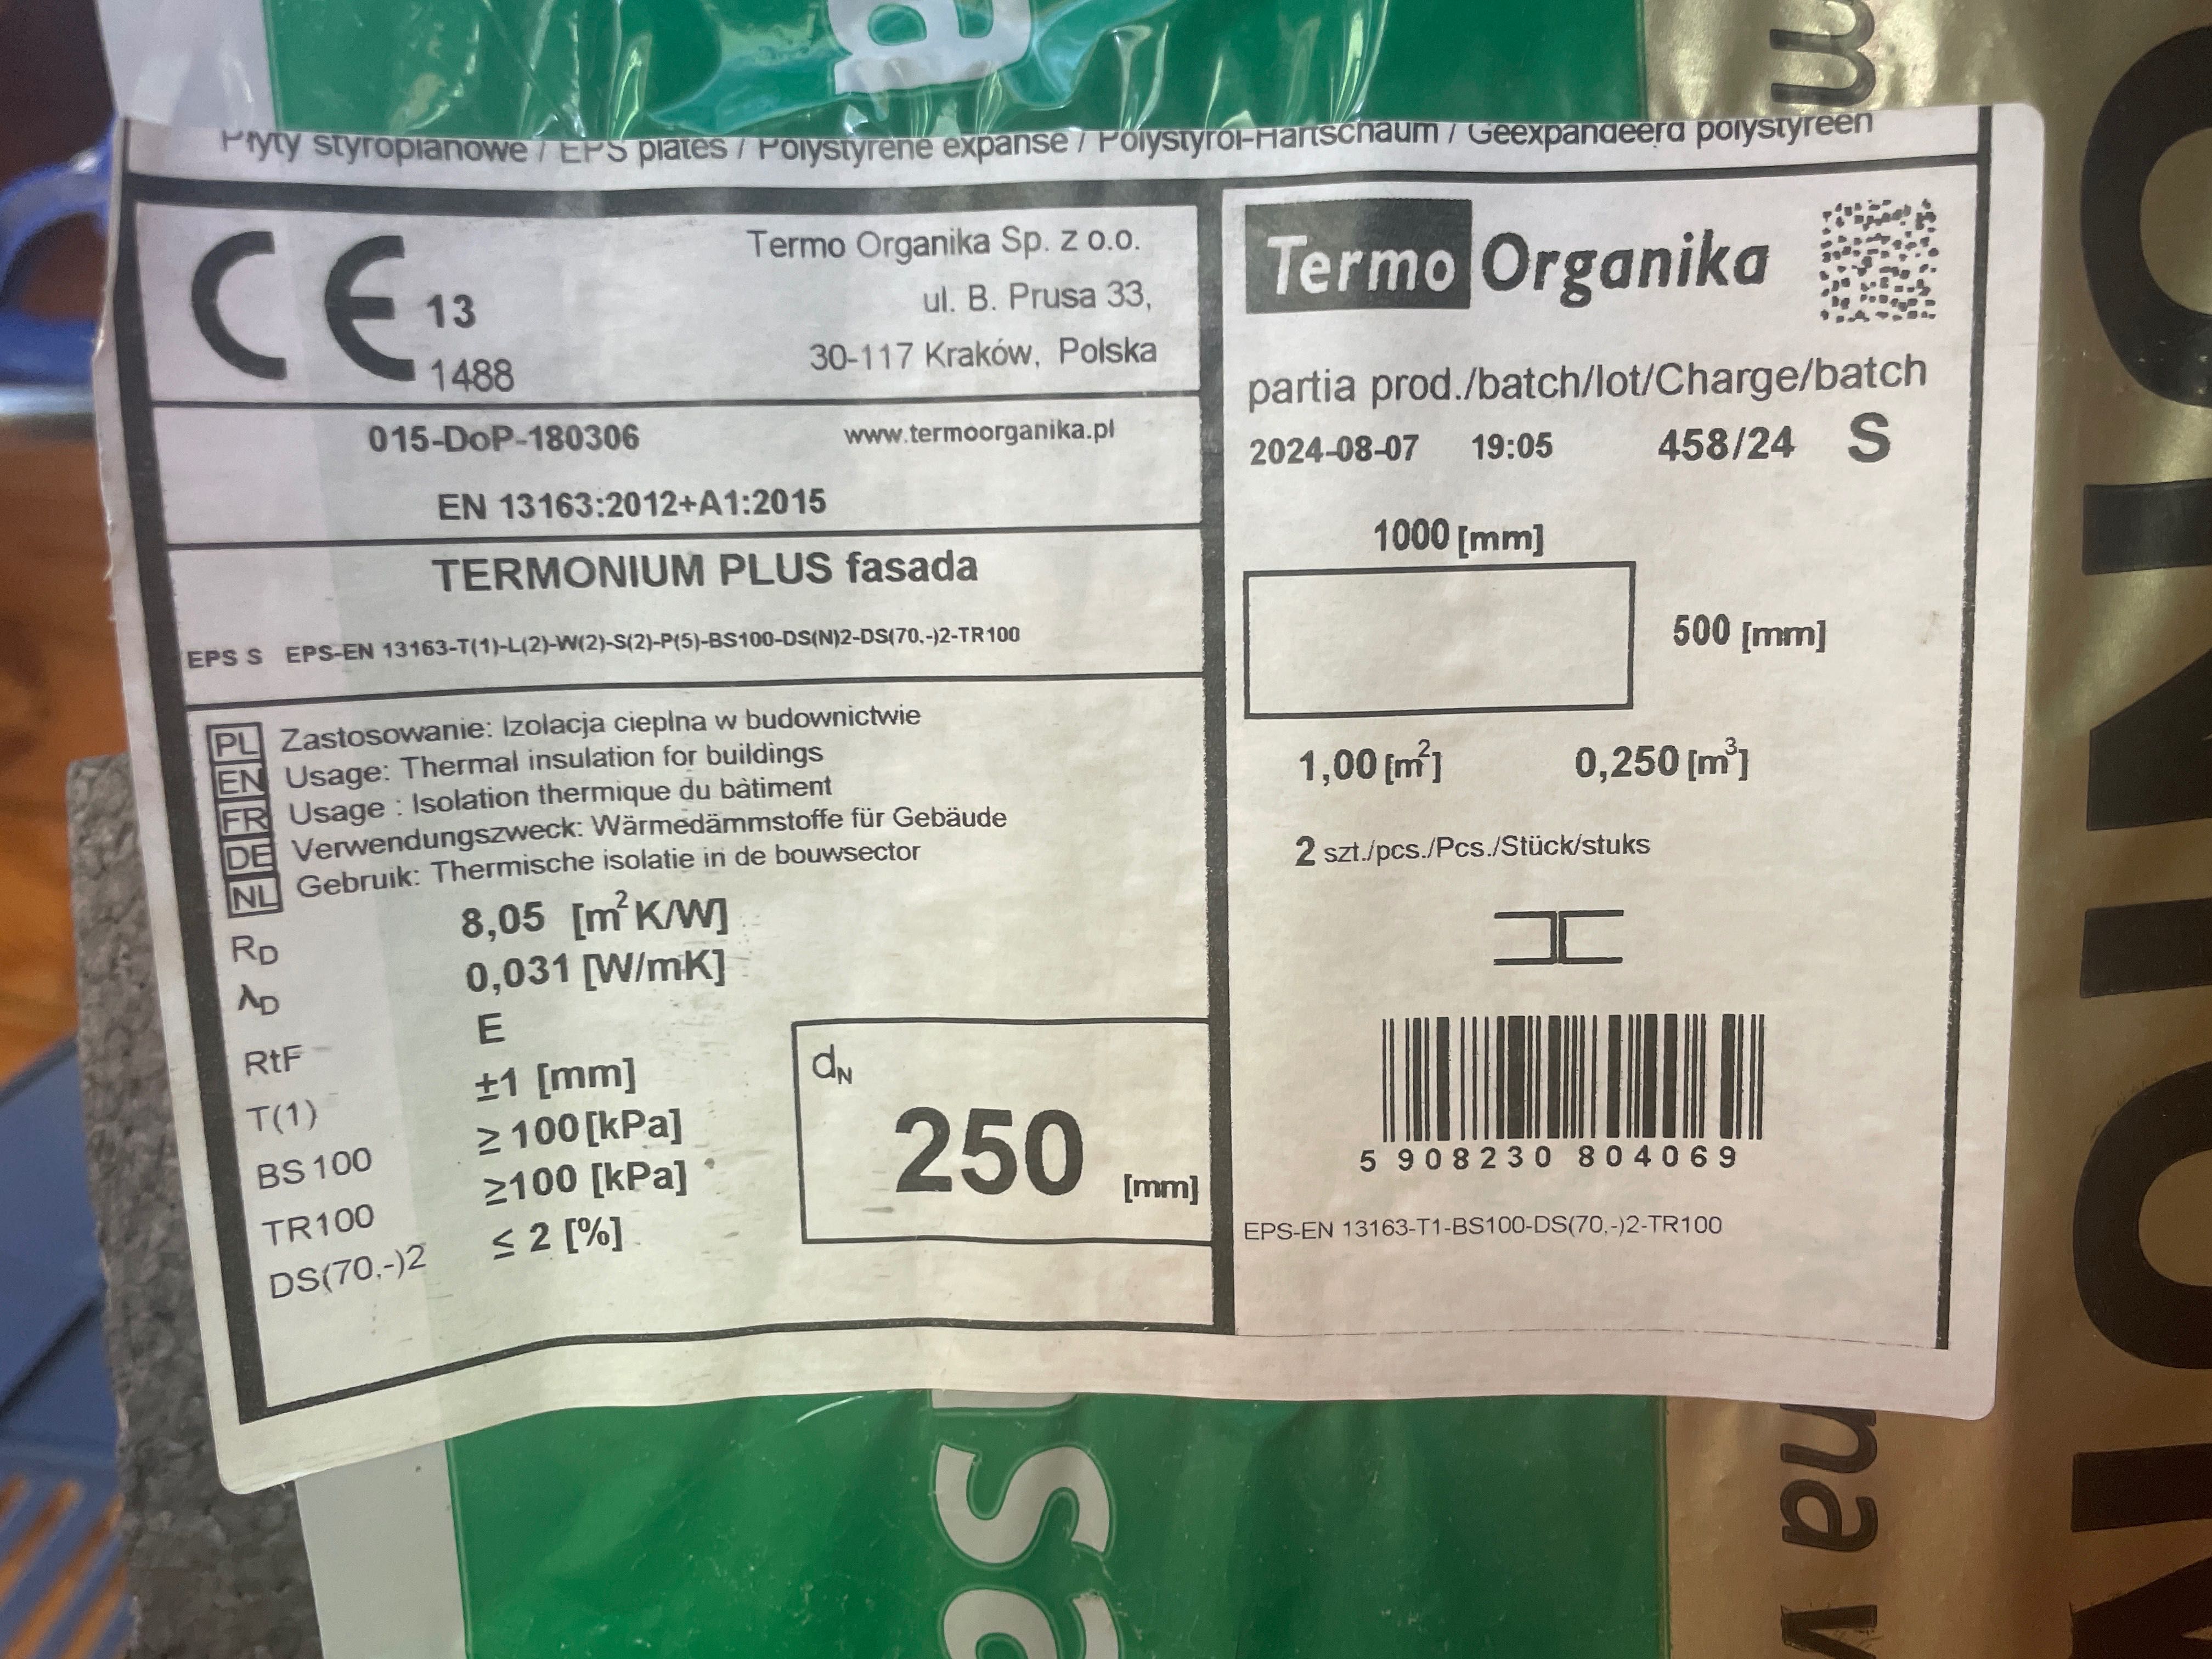 Płyty styropianowe / EPS plates / Polystyrene expanse / Polystyrol-Hartschaum / Geexpandeerd polystyreen
CE 13
1488
Termo Organika Sp. z o.o.
ul. B. Prusa 33,
30-117 Kraków, Polska
015-DoP-180306 www.termoorganika.pl
EN 13163:2012+A1:2015
TERMONIUM PLUS fasada
EPS S EPS-EN 13163-T(1)-L(2)-W(2)-S(2)-P(5)-BS100-DS(N)2-DS(70,-)2-TR100
PL Zastosowanie: Izolacja cieplna w budownictwie
EN Usage: Thermal insulation for buildings
FR Usage : Isolation thermique du bâtiment
DE Verwendungszweck: Wärmedämmstoffe für Gebäude
NL Gebruik: Thermische isolatie in de bouwsector
RD 8,05 [m²K/W]
λD 0,031 [W/mK]
RtF E
T(1) ±1 [mm]
BS100 ≥ 100 [kPa]
TR100 ≥100 [kPa]
DS(70,-)2 ≤ 2 [%]
dN
250 [mm]
Termo Organika
partia prod./batch/lot/Charge/batch
2024-08-07 19:05 458/24 S
1000 [mm]
500 [mm]
1,00 [m²] 0,250 [m³]
2 szt./pcs./Pcs./Stück/stuks
5 908230 804069
EPS-EN 13163-T1-BS100-DS(70,-)2-TR100